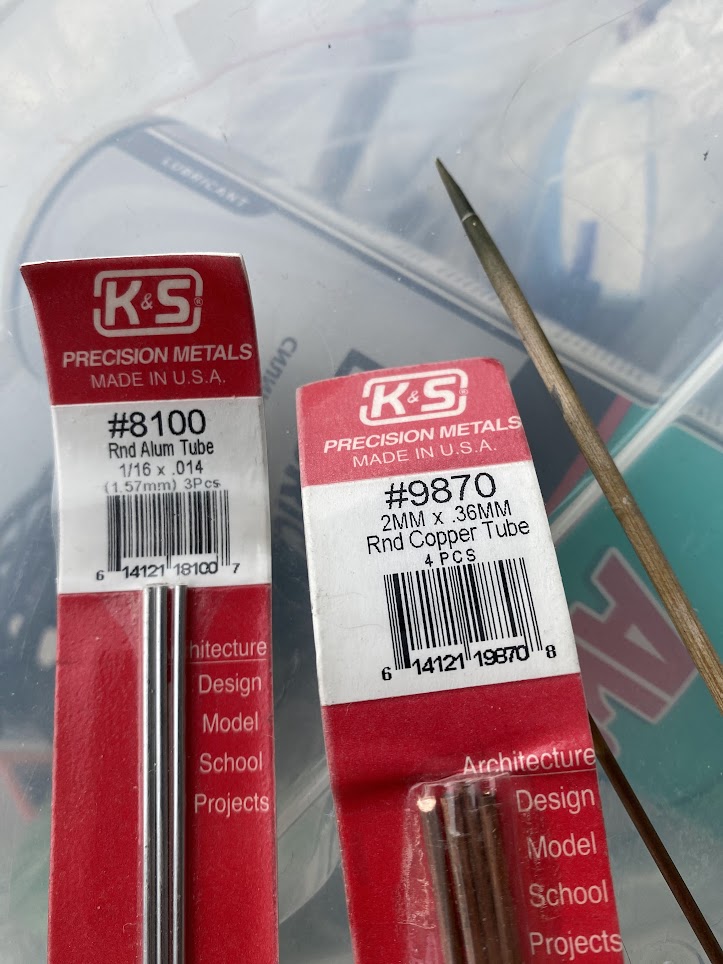 LUBRICANT
K&S®
PRECISION METALS
MADE IN U.S.A.
#8100
Rnd Alum Tube
1/16 x .014
(1.57mm) 3Pcs
6 14121 18100 7
hitecture
Design
Model
School
Projects
K&S®
PRECISION METALS
MADE IN U.S.A.
#9870
2MM x .36MM
Rnd Copper Tube
4 PCS
6 14121 19870 8
Architecture
Design
Model
School
Projects